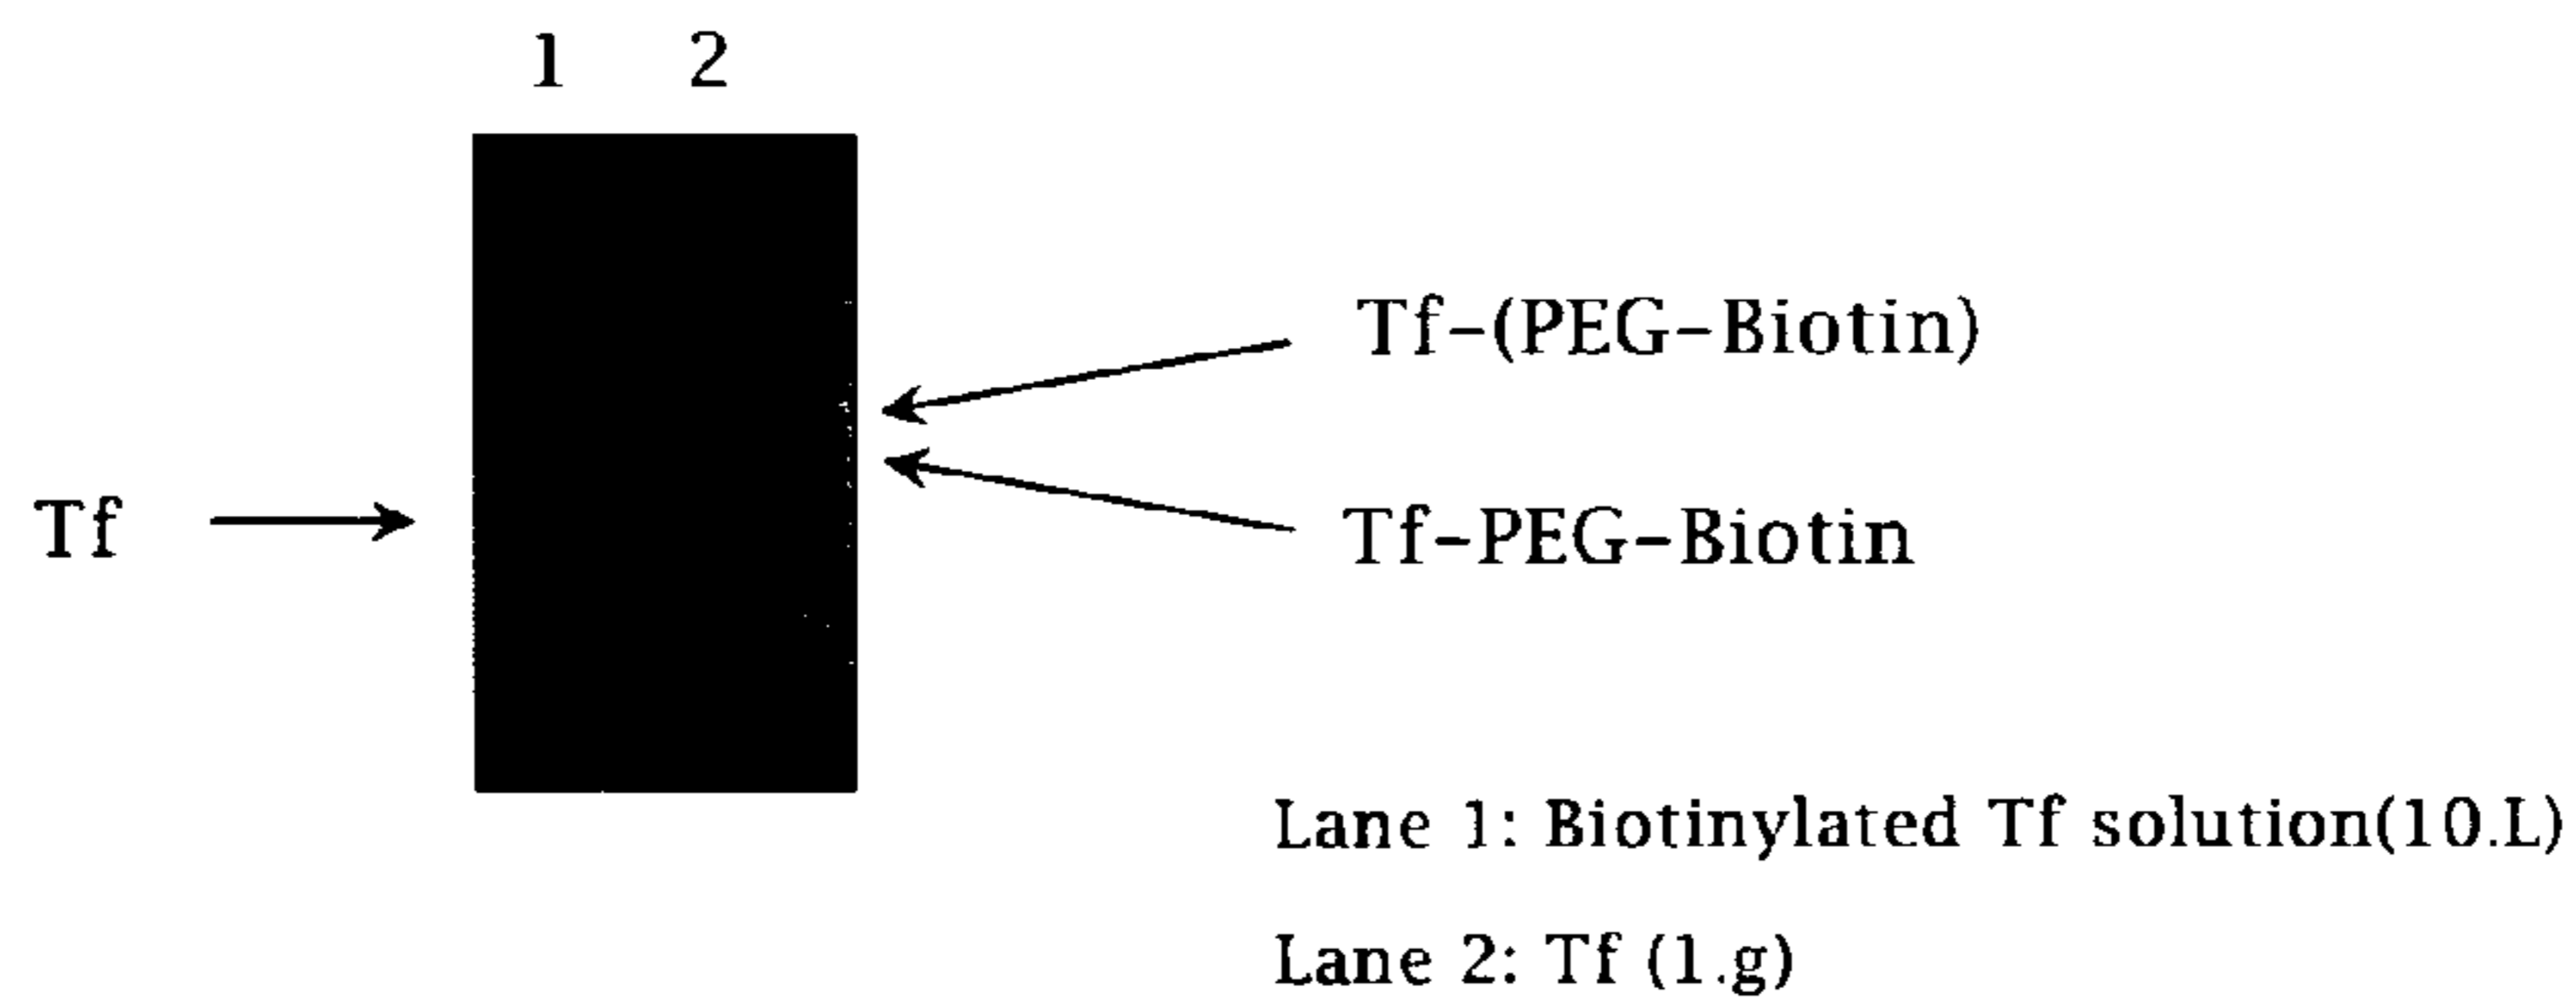 1 2
Tf-(PEG-Biotin)
Tf
Tf-PEG-Biotin
Lane 1: Biotinylated Tf solution(10.L)
Lane 2: Tf (1.g)